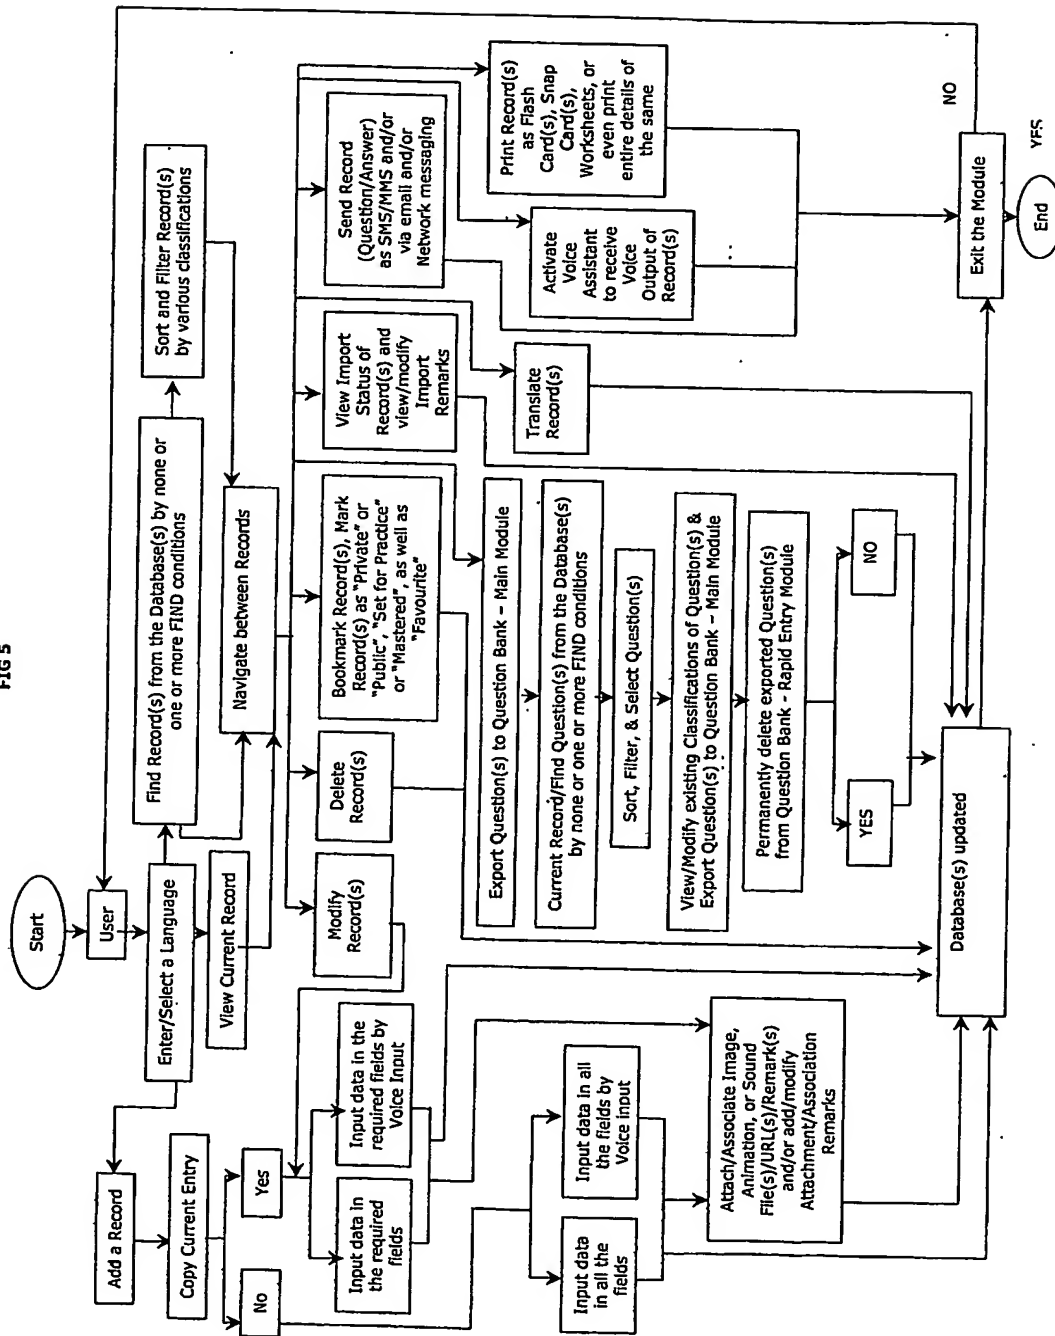 FIG 5
Start
User
Enter/Select a Language
View Current Record
Add a Record
Copy Current Entry
Yes
No
Find Record(s) from the Database(s) by none or
one or more FIND conditions
Sort and Filter Record(s)
by various classifications
Navigate between Records
Modify
Record(s)
Delete
Record(s)
Bookmark Record(s), Mark
Record(s) as "Private" or
"Public", "Set for Practice"
or "Mastered", as well as
"Favourite"
View Import
Status of
Record(s) and
view/modify
Import
Remarks
Send Record
(Question/Answer)
as SMS/MMS and/or
via email and/or
Network messaging
Print Record(s)
as Flash
Card(s), Snap
Card(s),
Worksheets, or
even print
entire details of
the same
Activate Voice
Assistant
to receive
Voice
Output of
Record(s)
Translate
Record(s)
Export Question(s) to Question Bank – Main Module
Current Record/Find Question(s) from the Database(s)
by none or one or more FIND conditions
Sort, Filter, & Select Question(s)
View/Modify existing Classifications of Question(s) &
Export Question(s) to Question Bank – Main Module
Permanently delete exported Question(s)
from Question Bank - Rapid Entry Module
YES
NO
Input data in
the required
fields
Input data in the
required fields by
Voice Input
Input data
in all the
fields
Input data in all
the fields by
Voice input
Attach/Associate Image,
Animation, or Sound
File(s)/URL(s)/Remark(s)
and/or add/modify
Attachment/Association
Remarks
Database(s) updated
Exit the Module
NO
YES
End